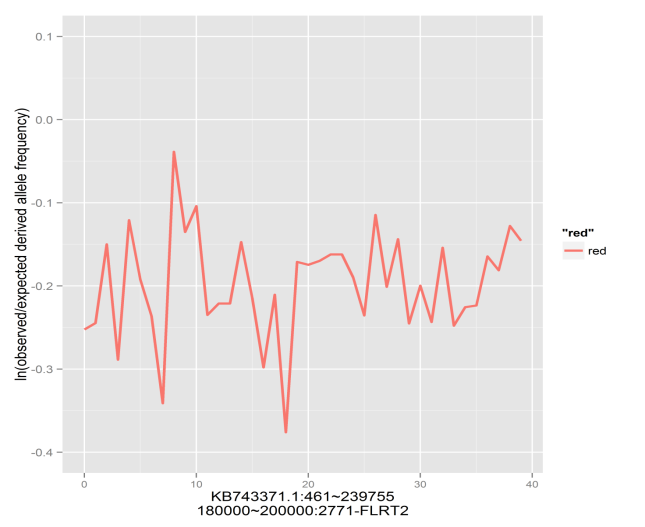 ln(observed/expected derived allele frequency)
0.1
0.0
-0.1
-0.2
-0.3
-0.4
0 10 20 30 40
KB743371.1:461~239755
180000~200000:2771-FLRT2
"red"
red